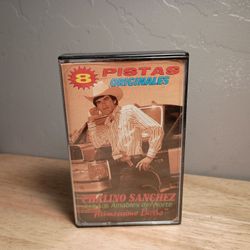 8 PISTAS
ORIGINALES
CHALINO SANCHEZ
Los Amables del Norte